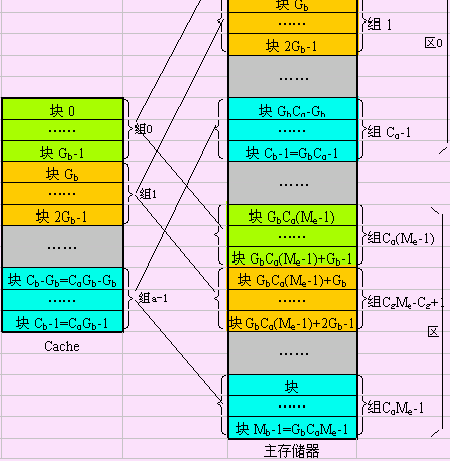 块 0
……
块 Gb-1
块 Gb
……
块 2Gb-1
……
块 Cb-Gb=CaGb-Gb
……
块 Cb-1=CaGb-1
Cache
组0
组1
组a-1
块 Gb
……
块 2Gb-1
……
块 GbCa-Gb
……
块 Cb-1=GbCa-1
……
块 GbCa(Me-1)
……
块 GbCa(Me-1)+Gb-1
块 GbCa(Me-1)+Gb
……
块 GbCa(Me-1)+2Gb-1
……
块
……
块 Mb-1=GbCaMe-1
主存储器
组 1
区0
组 Ca-1
组Ca(Me-1)
组CzMe-Cz+1
区
组CaMe-1